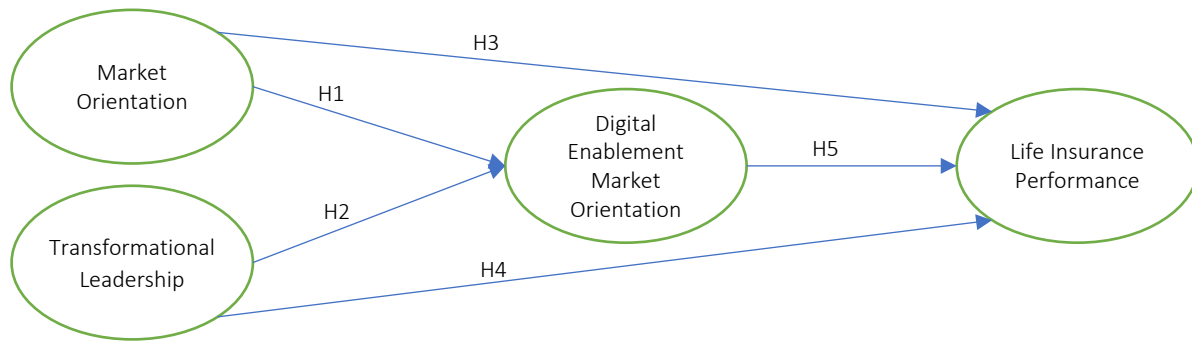 Market
Orientation
H3
H1
Digital
Enablement
Market
Orientation
H5
Life Insurance
Performance
H2
Transformational
Leadership
H4